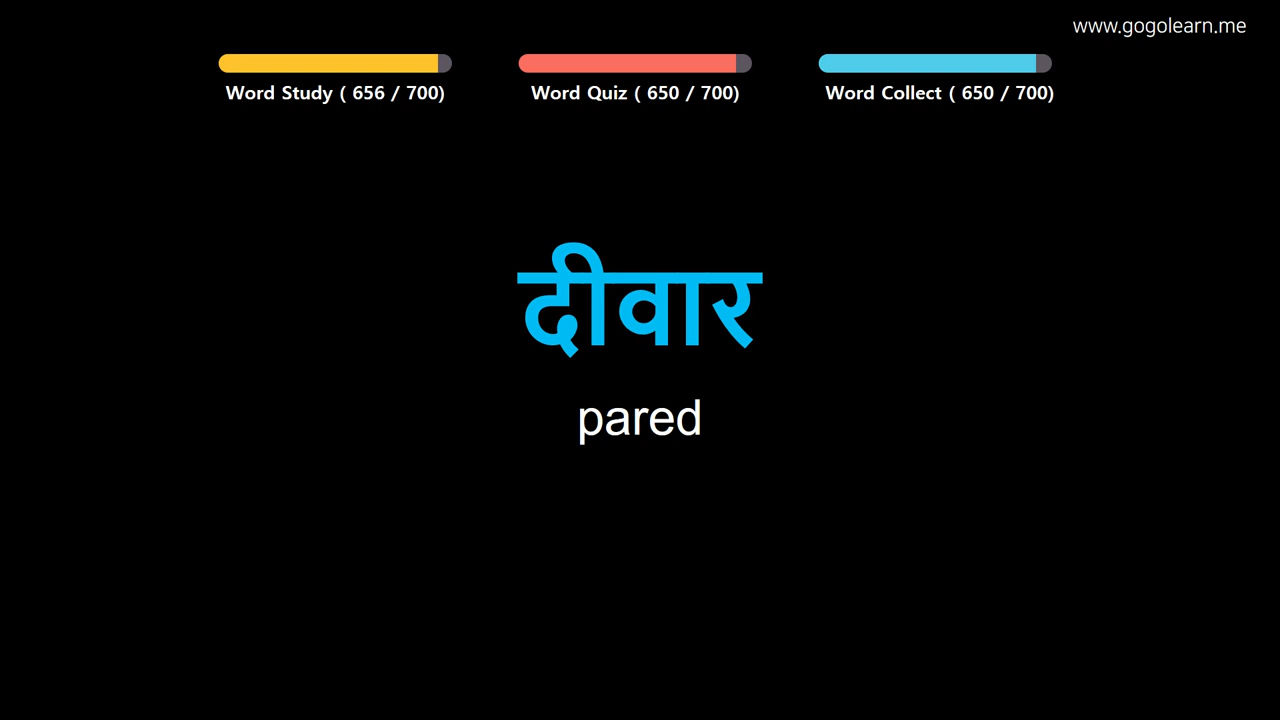 www.gogolearn.me
Word Study ( 656 / 700)
Word Quiz ( 650 / 700)
Word Collect ( 650 / 700)
दीवार
pared